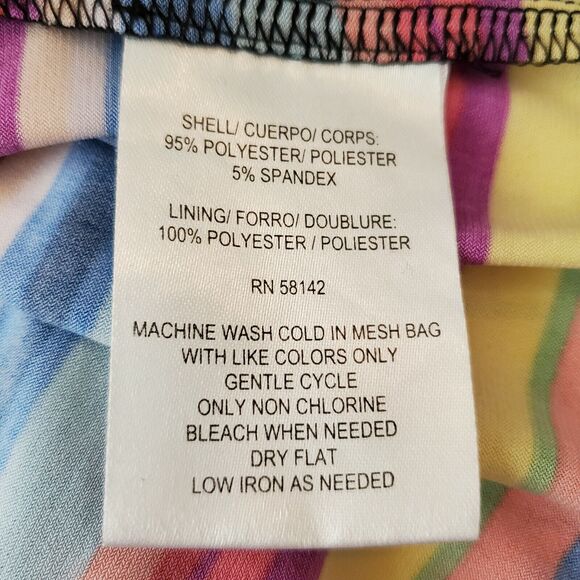 SHELL/ CUERPO/ CORPS:
95% POLYESTER/ POLIESTER
5% SPANDEX
LINING/ FORRO/ DOUBLURE:
100% POLYESTER / POLIESTER
RN 58142
MACHINE WASH COLD IN MESH BAG
WITH LIKE COLORS ONLY
GENTLE CYCLE
ONLY NON CHLORINE
BLEACH WHEN NEEDED
DRY FLAT
LOW IRON AS NEEDED